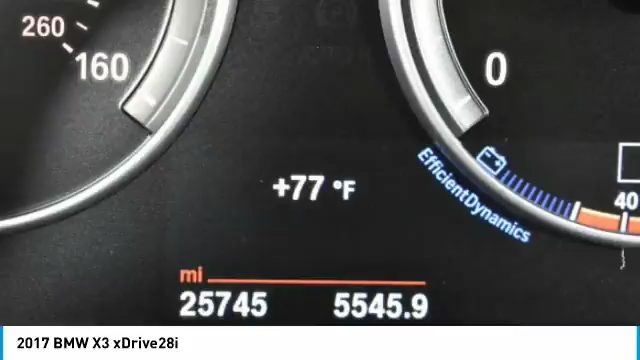 260
160
0
+77 °F
EfficientDynamics
40
mi
25745 5545.9
2017 BMW X3 xDrive28i